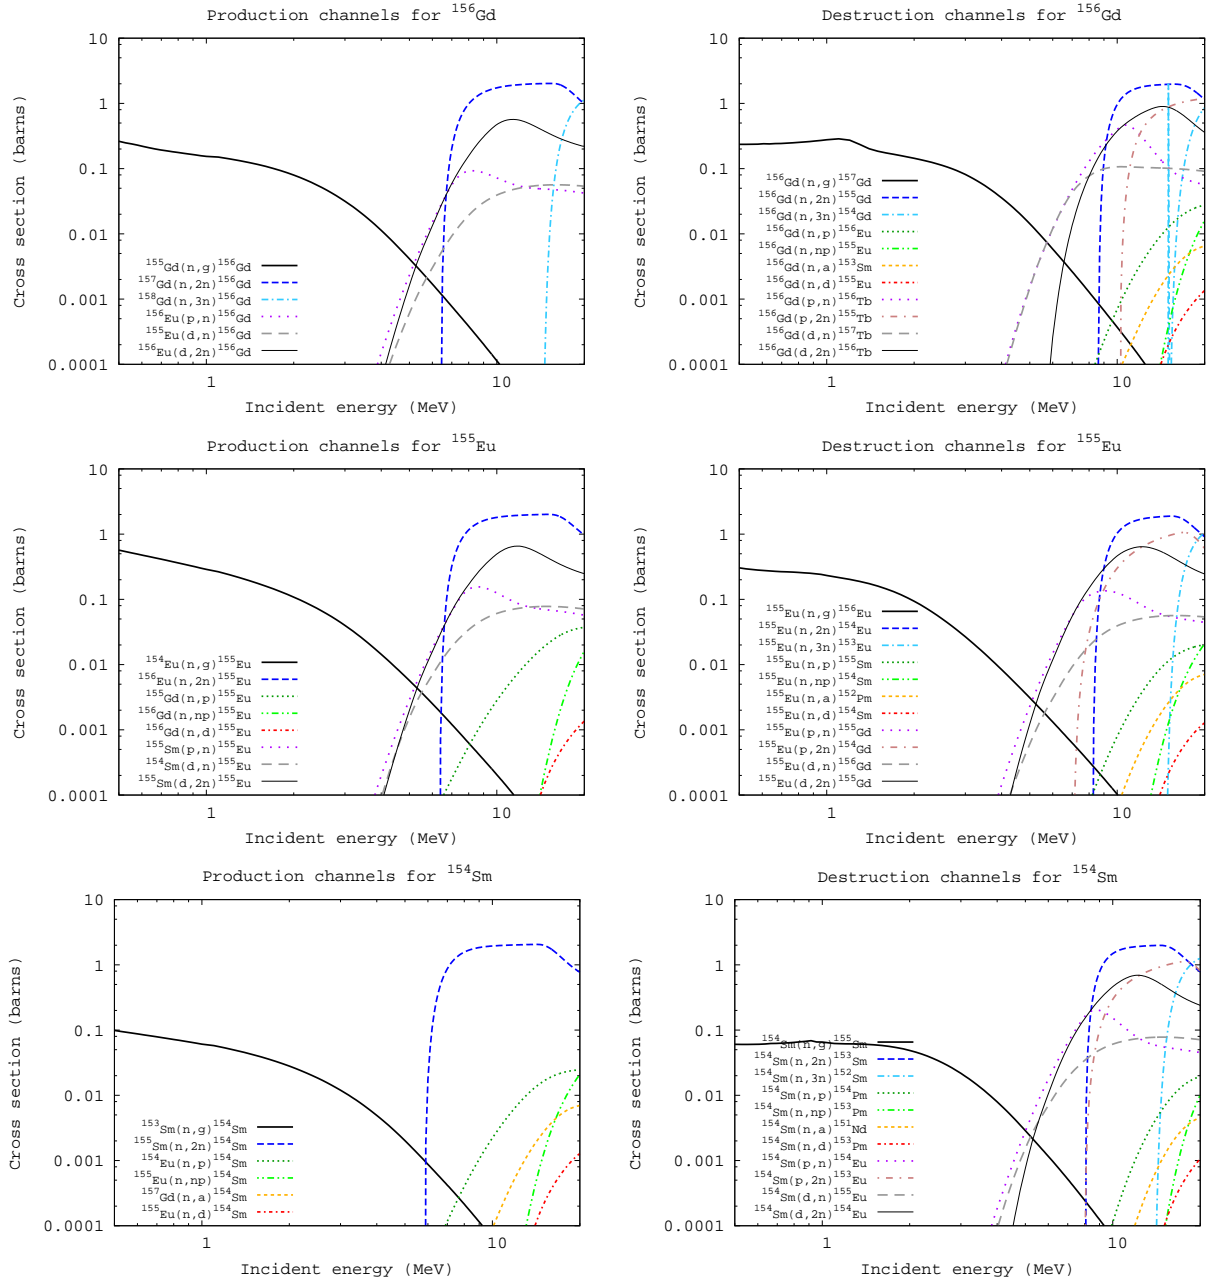 Production channels for ¹⁵⁶Gd
Cross section (barns)
10
1
0.1
0.01
0.001
0.0001
¹⁵⁵Gd(n,g)¹⁵⁶Gd
¹⁵⁷Gd(n,2n)¹⁵⁶Gd
¹⁵⁸Gd(n,3n)¹⁵⁶Gd
¹⁵⁶Eu(p,n)¹⁵⁶Gd
¹⁵⁵Eu(d,n)¹⁵⁶Gd
¹⁵⁶Eu(d,2n)¹⁵⁶Gd
1 10
Incident energy (MeV)
Destruction channels for ¹⁵⁶Gd
Cross section (barns)
10
1
0.1
0.01
0.001
0.0001
¹⁵⁶Gd(n,g)¹⁵⁷Gd
¹⁵⁶Gd(n,2n)¹⁵⁵Gd
¹⁵⁶Gd(n,3n)¹⁵⁴Gd
¹⁵⁶Gd(n,p)¹⁵⁶Eu
¹⁵⁶Gd(n,np)¹⁵⁵Eu
¹⁵⁶Gd(n,a)¹⁵³Sm
¹⁵⁶Gd(n,d)¹⁵⁵Eu
¹⁵⁶Gd(p,n)¹⁵⁶Tb
¹⁵⁶Gd(p,2n)¹⁵⁵Tb
¹⁵⁶Gd(d,n)¹⁵⁷Tb
¹⁵⁶Gd(d,2n)¹⁵⁶Tb
1 10
Incident energy (MeV)
Production channels for ¹⁵⁵Eu
Cross section (barns)
10
1
0.1
0.01
0.001
0.0001
¹⁵⁴Eu(n,g)¹⁵⁵Eu
¹⁵⁶Eu(n,2n)¹⁵⁵Eu
¹⁵⁵Gd(n,p)¹⁵⁵Eu
¹⁵⁶Gd(n,np)¹⁵⁵Eu
¹⁵⁶Gd(n,d)¹⁵⁵Eu
¹⁵⁵Sm(p,n)¹⁵⁵Eu
¹⁵⁴Sm(d,n)¹⁵⁵Eu
¹⁵⁵Sm(d,2n)¹⁵⁵Eu
1 10
Incident energy (MeV)
Destruction channels for ¹⁵⁵Eu
Cross section (barns)
10
1
0.1
0.01
0.001
0.0001
¹⁵⁵Eu(n,g)¹⁵⁶Eu
¹⁵⁵Eu(n,2n)¹⁵⁴Eu
¹⁵⁵Eu(n,3n)¹⁵³Eu
¹⁵⁵Eu(n,p)¹⁵⁵Sm
¹⁵⁵Eu(n,np)¹⁵⁴Sm
¹⁵⁵Eu(n,a)¹⁵²Pm
¹⁵⁵Eu(n,d)¹⁵⁴Sm
¹⁵⁵Eu(p,n)¹⁵⁵Gd
¹⁵⁵Eu(p,2n)¹⁵⁴Gd
¹⁵⁵Eu(d,n)¹⁵⁶Gd
¹⁵⁵Eu(d,2n)¹⁵⁵Gd
1 10
Incident energy (MeV)
Production channels for ¹⁵⁴Sm
Cross section (barns)
10
1
0.1
0.01
0.001
0.0001
¹⁵³Sm(n,g)¹⁵⁴Sm
¹⁵⁵Sm(n,2n)¹⁵⁴Sm
¹⁵⁴Eu(n,p)¹⁵⁴Sm
¹⁵⁵Eu(n,np)¹⁵⁴Sm
¹⁵⁷Gd(n,a)¹⁵⁴Sm
¹⁵⁵Eu(n,d)¹⁵⁴Sm
1 10
Incident energy (MeV)
Destruction channels for ¹⁵⁴Sm
Cross section (barns)
10
1
0.1
0.01
0.001
0.0001
¹⁵⁴Sm(n,g)¹⁵⁵Sm
¹⁵⁴Sm(n,2n)¹⁵³Sm
¹⁵⁴Sm(n,3n)¹⁵²Sm
¹⁵⁴Sm(n,p)¹⁵⁴Pm
¹⁵⁴Sm(n,np)¹⁵³Pm
¹⁵⁴Sm(n,a)¹⁵¹Nd
¹⁵⁴Sm(n,d)¹⁵³Pm
¹⁵⁴Sm(p,n)¹⁵⁴Eu
¹⁵⁴Sm(p,2n)¹⁵³Eu
¹⁵⁴Sm(d,n)¹⁵⁵Eu
¹⁵⁴Sm(d,2n)¹⁵⁴Eu
1 10
Incident energy (MeV)